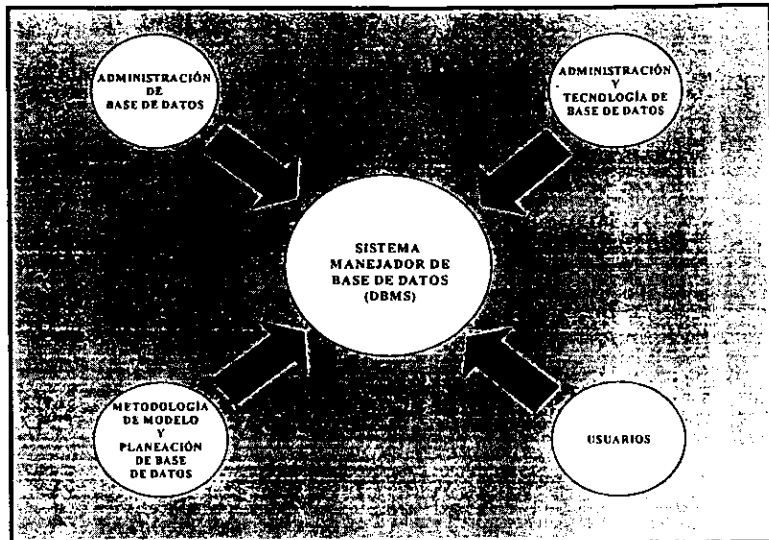 ADMINISTRACIÓN
DE
BASE DE DATOS
ADMINISTRACIÓN
Y
TECNOLOGÍA DE
BASE DE DATOS
SISTEMA
MANEJADOR DE
BASE DE DATOS
(DBMS)
METODOLOGÍA
DE MODELO
Y
PLANEACIÓN
DE BASE
DE DATOS
USUARIOS